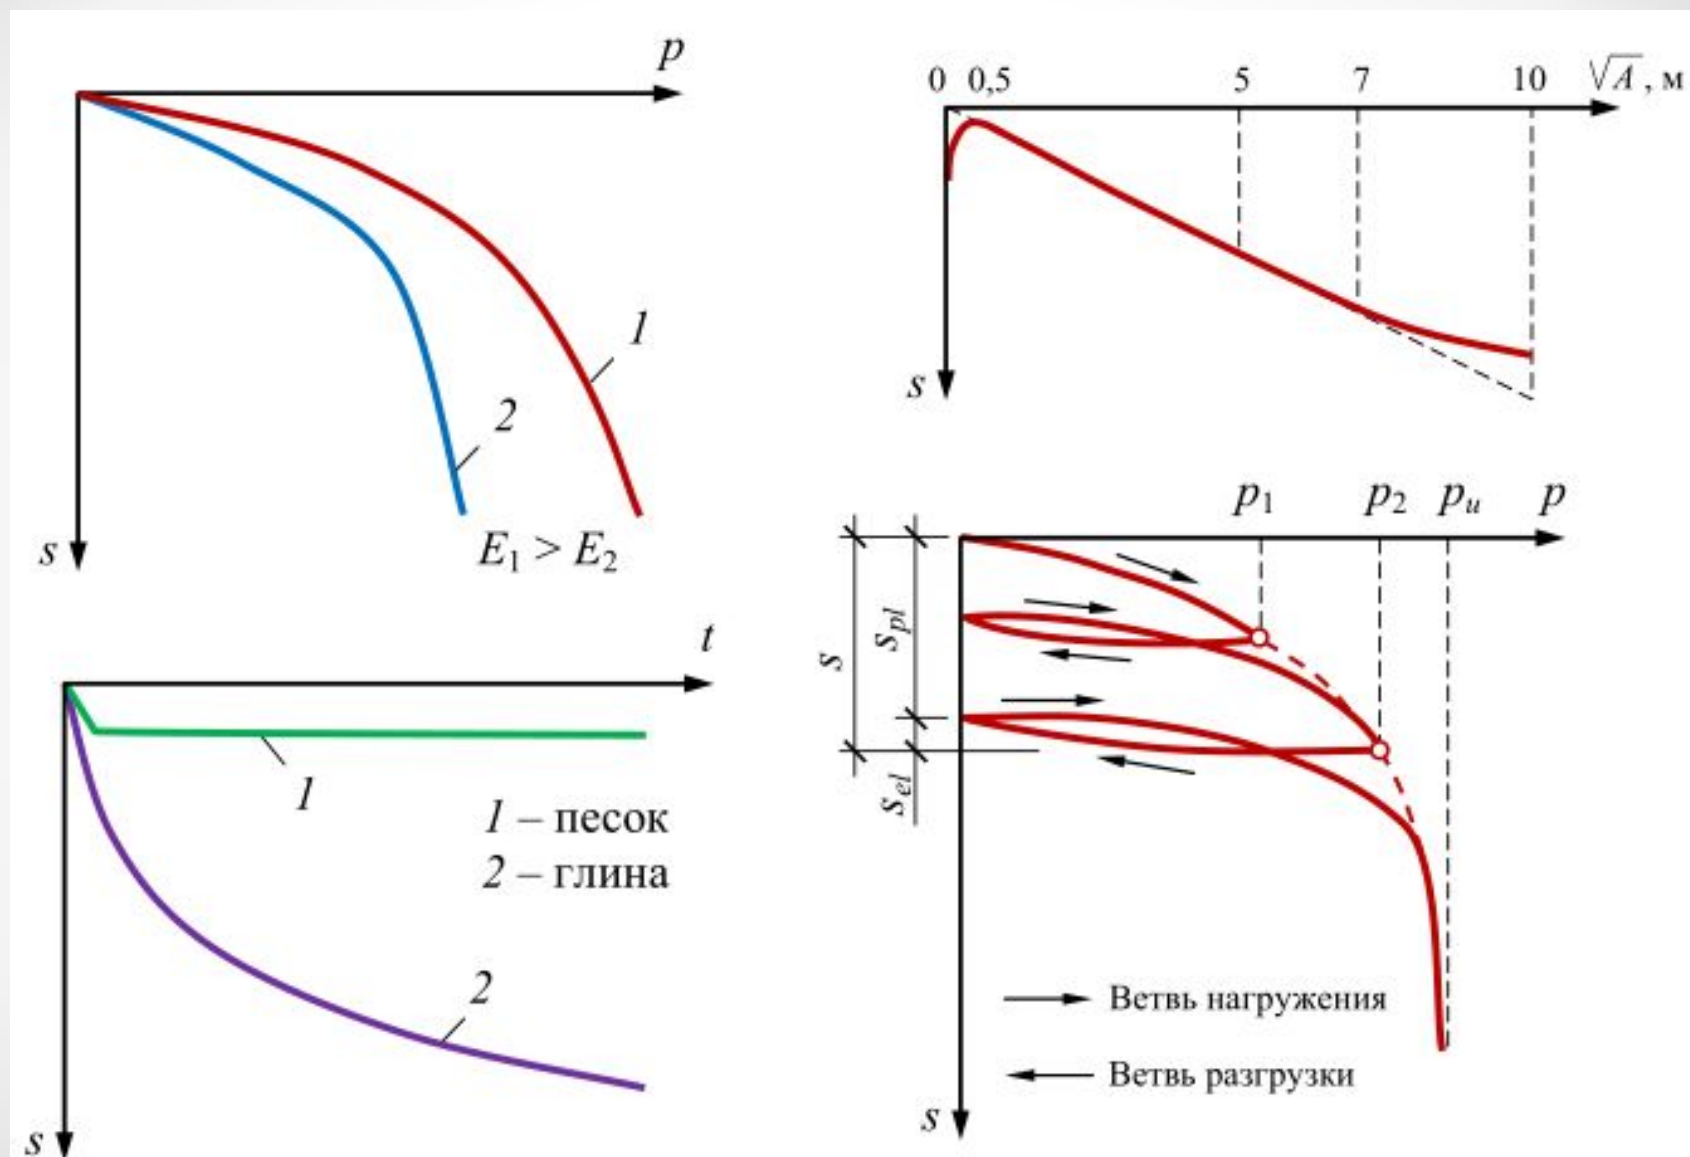 p
1
2
s
E₁ > E₂
0 0,5 5 7 10 √A , м
s
t
1
1 – песок
2 – глина
2
s
p₁ p₂ pᵤ p
s
s_pl
s_el
Ветвь нагружения
Ветвь разгрузки
s